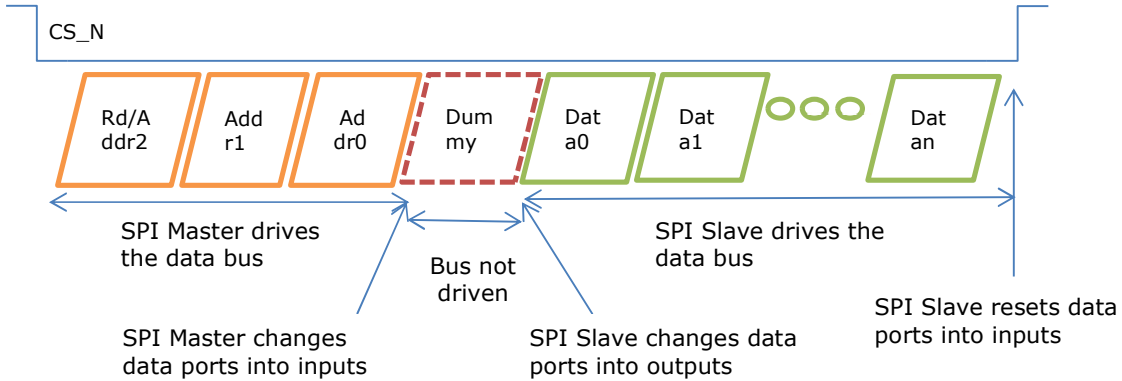 CS_N
Rd/A
ddr2
Add
r1
Ad
dr0
Dum
my
Dat
a0
Dat
a1
Dat
an
SPI Master drives
the data bus
Bus not
driven
SPI Slave drives the
data bus
SPI Master changes
data ports into inputs
SPI Slave changes data
ports into outputs
SPI Slave resets data
ports into inputs